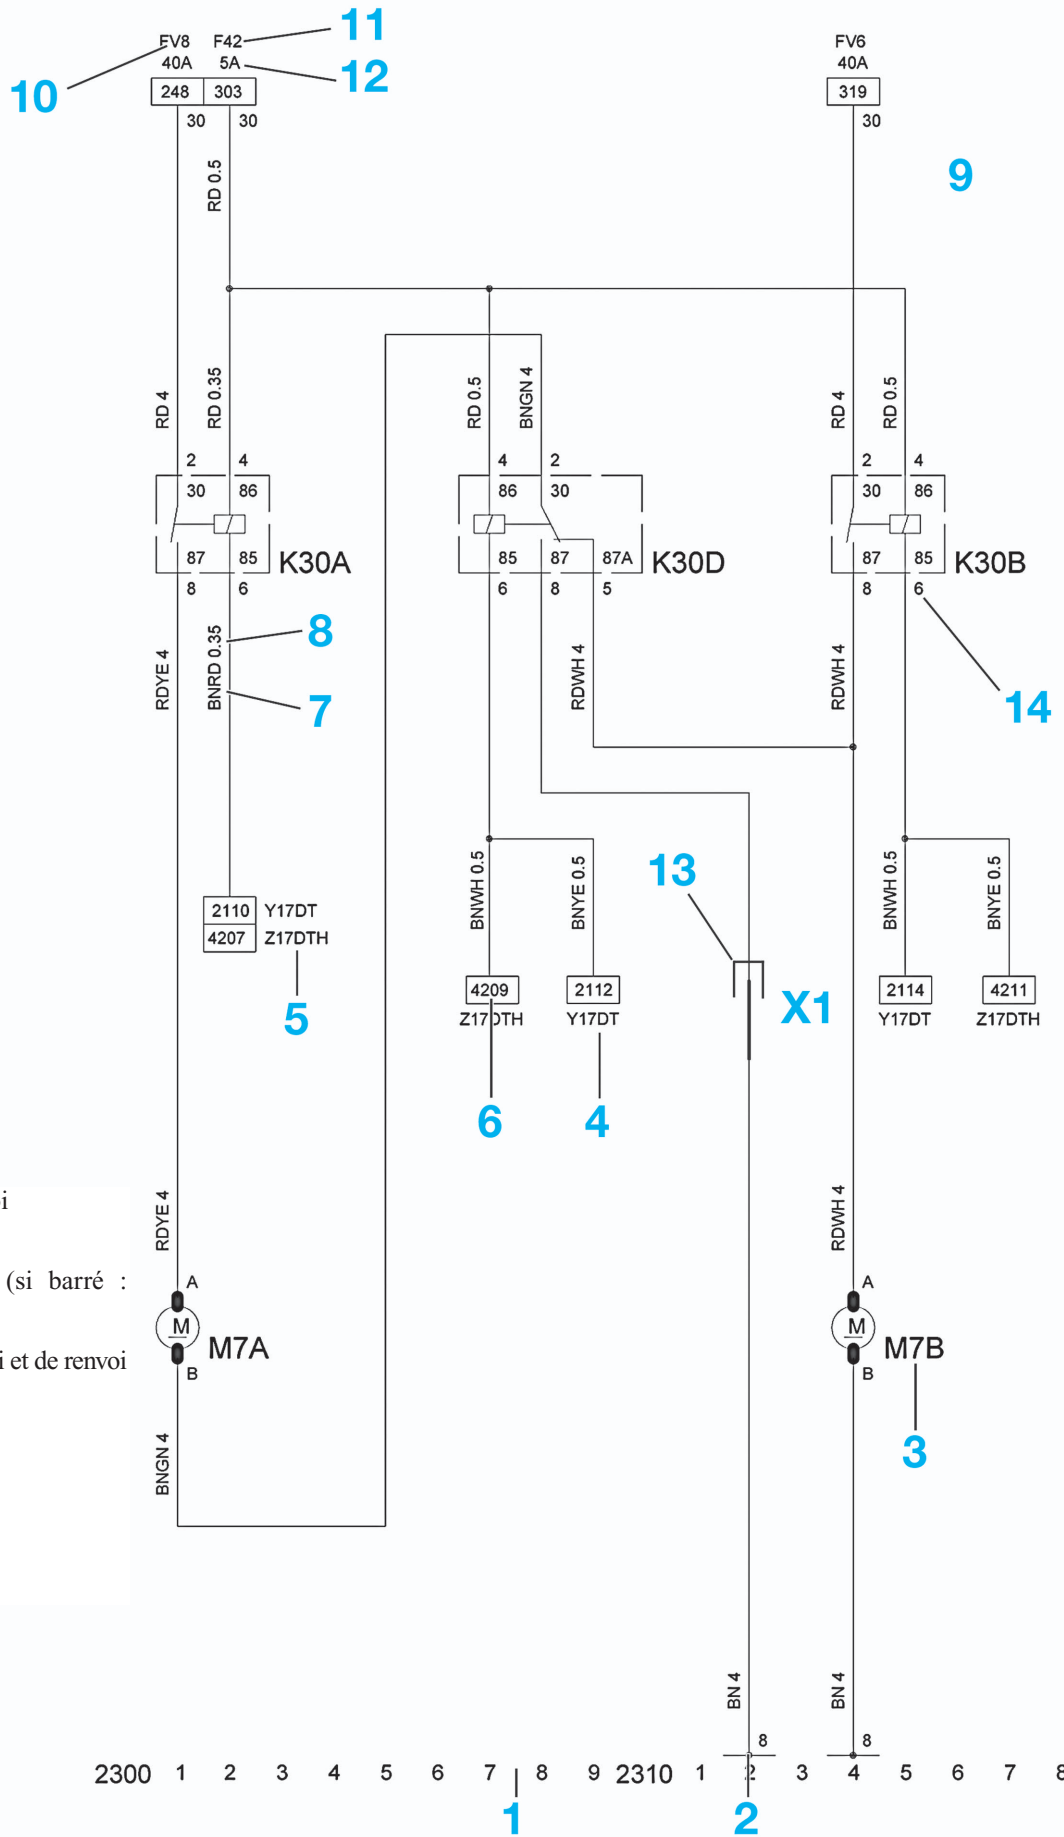 11
FV8 F42 FV6
40A 5A 12 40A
10
248 303 319
30 30 30
9
RD 0.5
RD 4 RD 0.35 RD 0.5 BNGN 4 RD 4 RD 0.5
2 4 4 2 2 4
30 86 86 30 30 86
87 85 K30A 85 87 87A K30D 87 85 K30B
8 6 6 8 5 8 6
8
RDYE 4 BNRD 0.35 RDWH 4 RDWH 4
7 14
BNWH 0.5 BNYE 0.5 13 BNWH 0.5 BNYE 0.5
2110 Y17DT
4207 Z17DTH
4209 2112 X1 2114 4211
5 Z17DTH Y17DT Y17DT Z17DTH
6 4
i
RDYE 4 RDWH 4
(si barré :
A A
M M7A M M7B
i et de renvoi
B B
3
BNGN 4
BN 4 BN 4
8 8
2300 1 2 3 4 5 6 7 8 9 2310 1 2 3 4 5 6 7 8
1 2